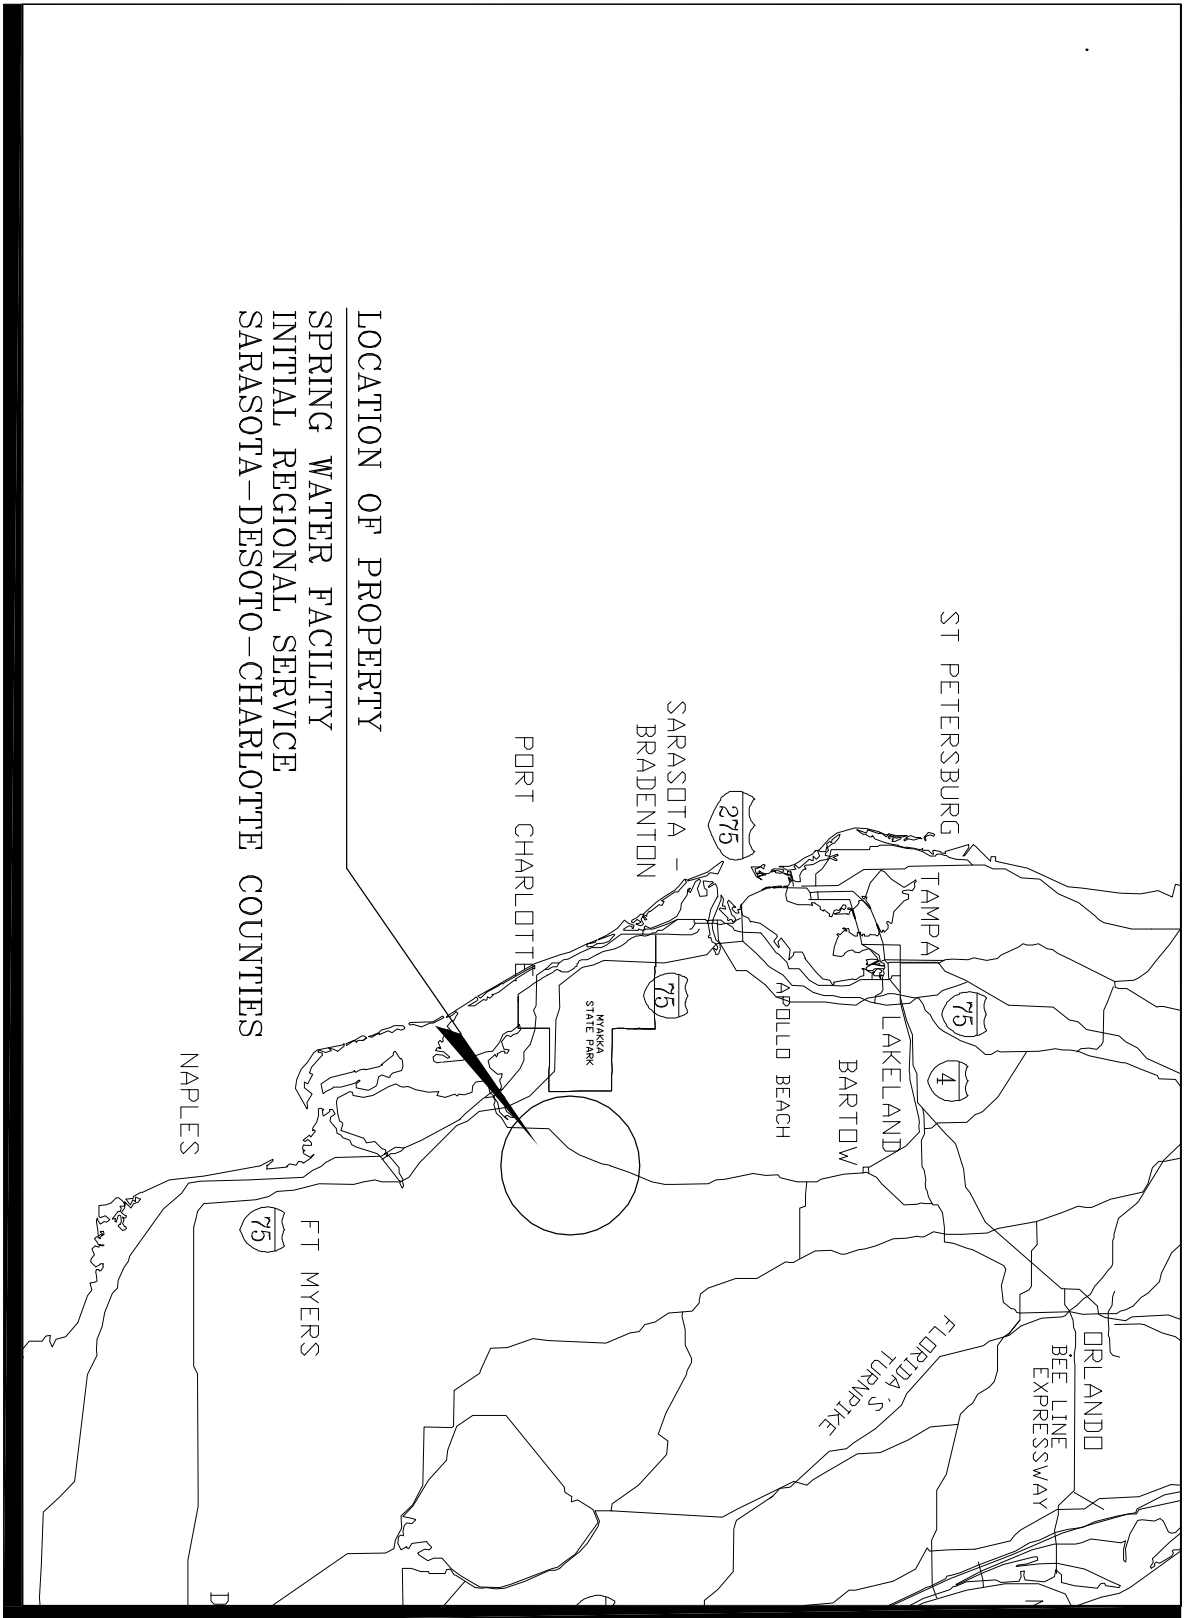 ORLANDO
BEE LINE
EXPRESSWAY
ST PETERSBURG
TAMPA
75
4
LAKELAND
BARTOW
FLORIDA'S
TURNPIKE
275
APOLLO BEACH
SARASOTA -
BRADENTON
75
MYAKKA
STATE PARK
PORT CHARLOTTE
LOCATION OF PROPERTY
SPRING WATER FACILITY
INITIAL REGIONAL SERVICE
SARASOTA-DESOTO-CHARLOTTE COUNTIES
FT MYERS
75
NAPLES
D